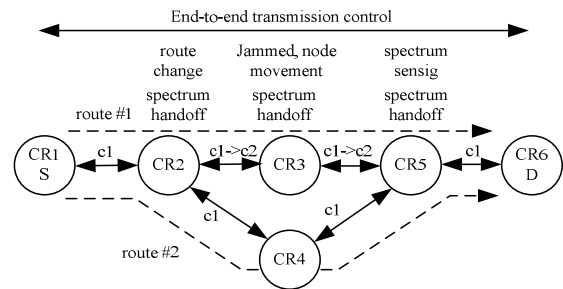 End-to-end transmission control
route
change
spectrum
handoff
Jammed, node
movement
spectrum
handoff
spectrum
sensig
spectrum
handoff
route #1
CR1
S
c1
CR2
c1->c2
CR3
c1->c2
CR5
c1
CR6
D
c1
c1
CR4
route #2